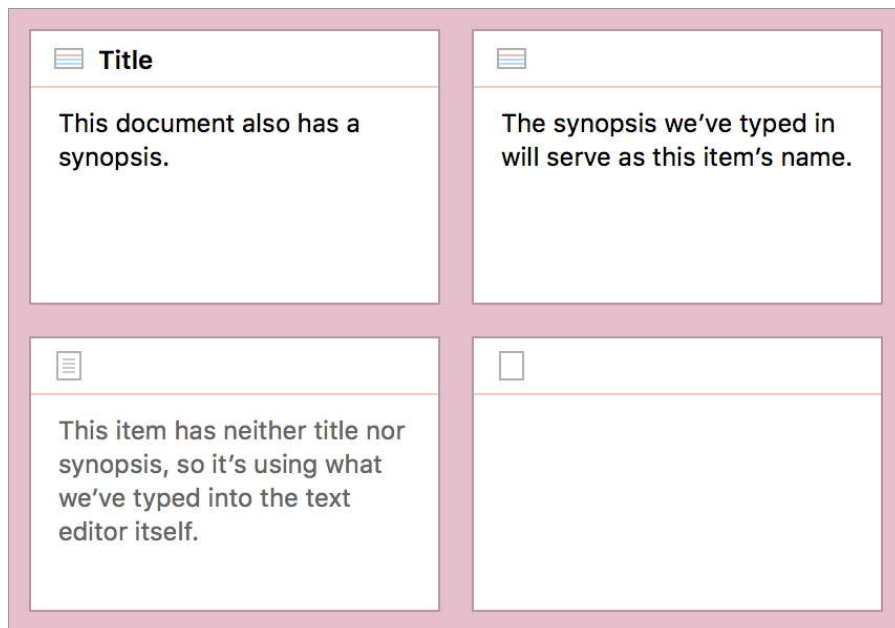 Title
This document also has a
synopsis.
The synopsis we’ve typed in
will serve as this item’s name.
This item has neither title nor
synopsis, so it’s using what
we’ve typed into the text
editor itself.